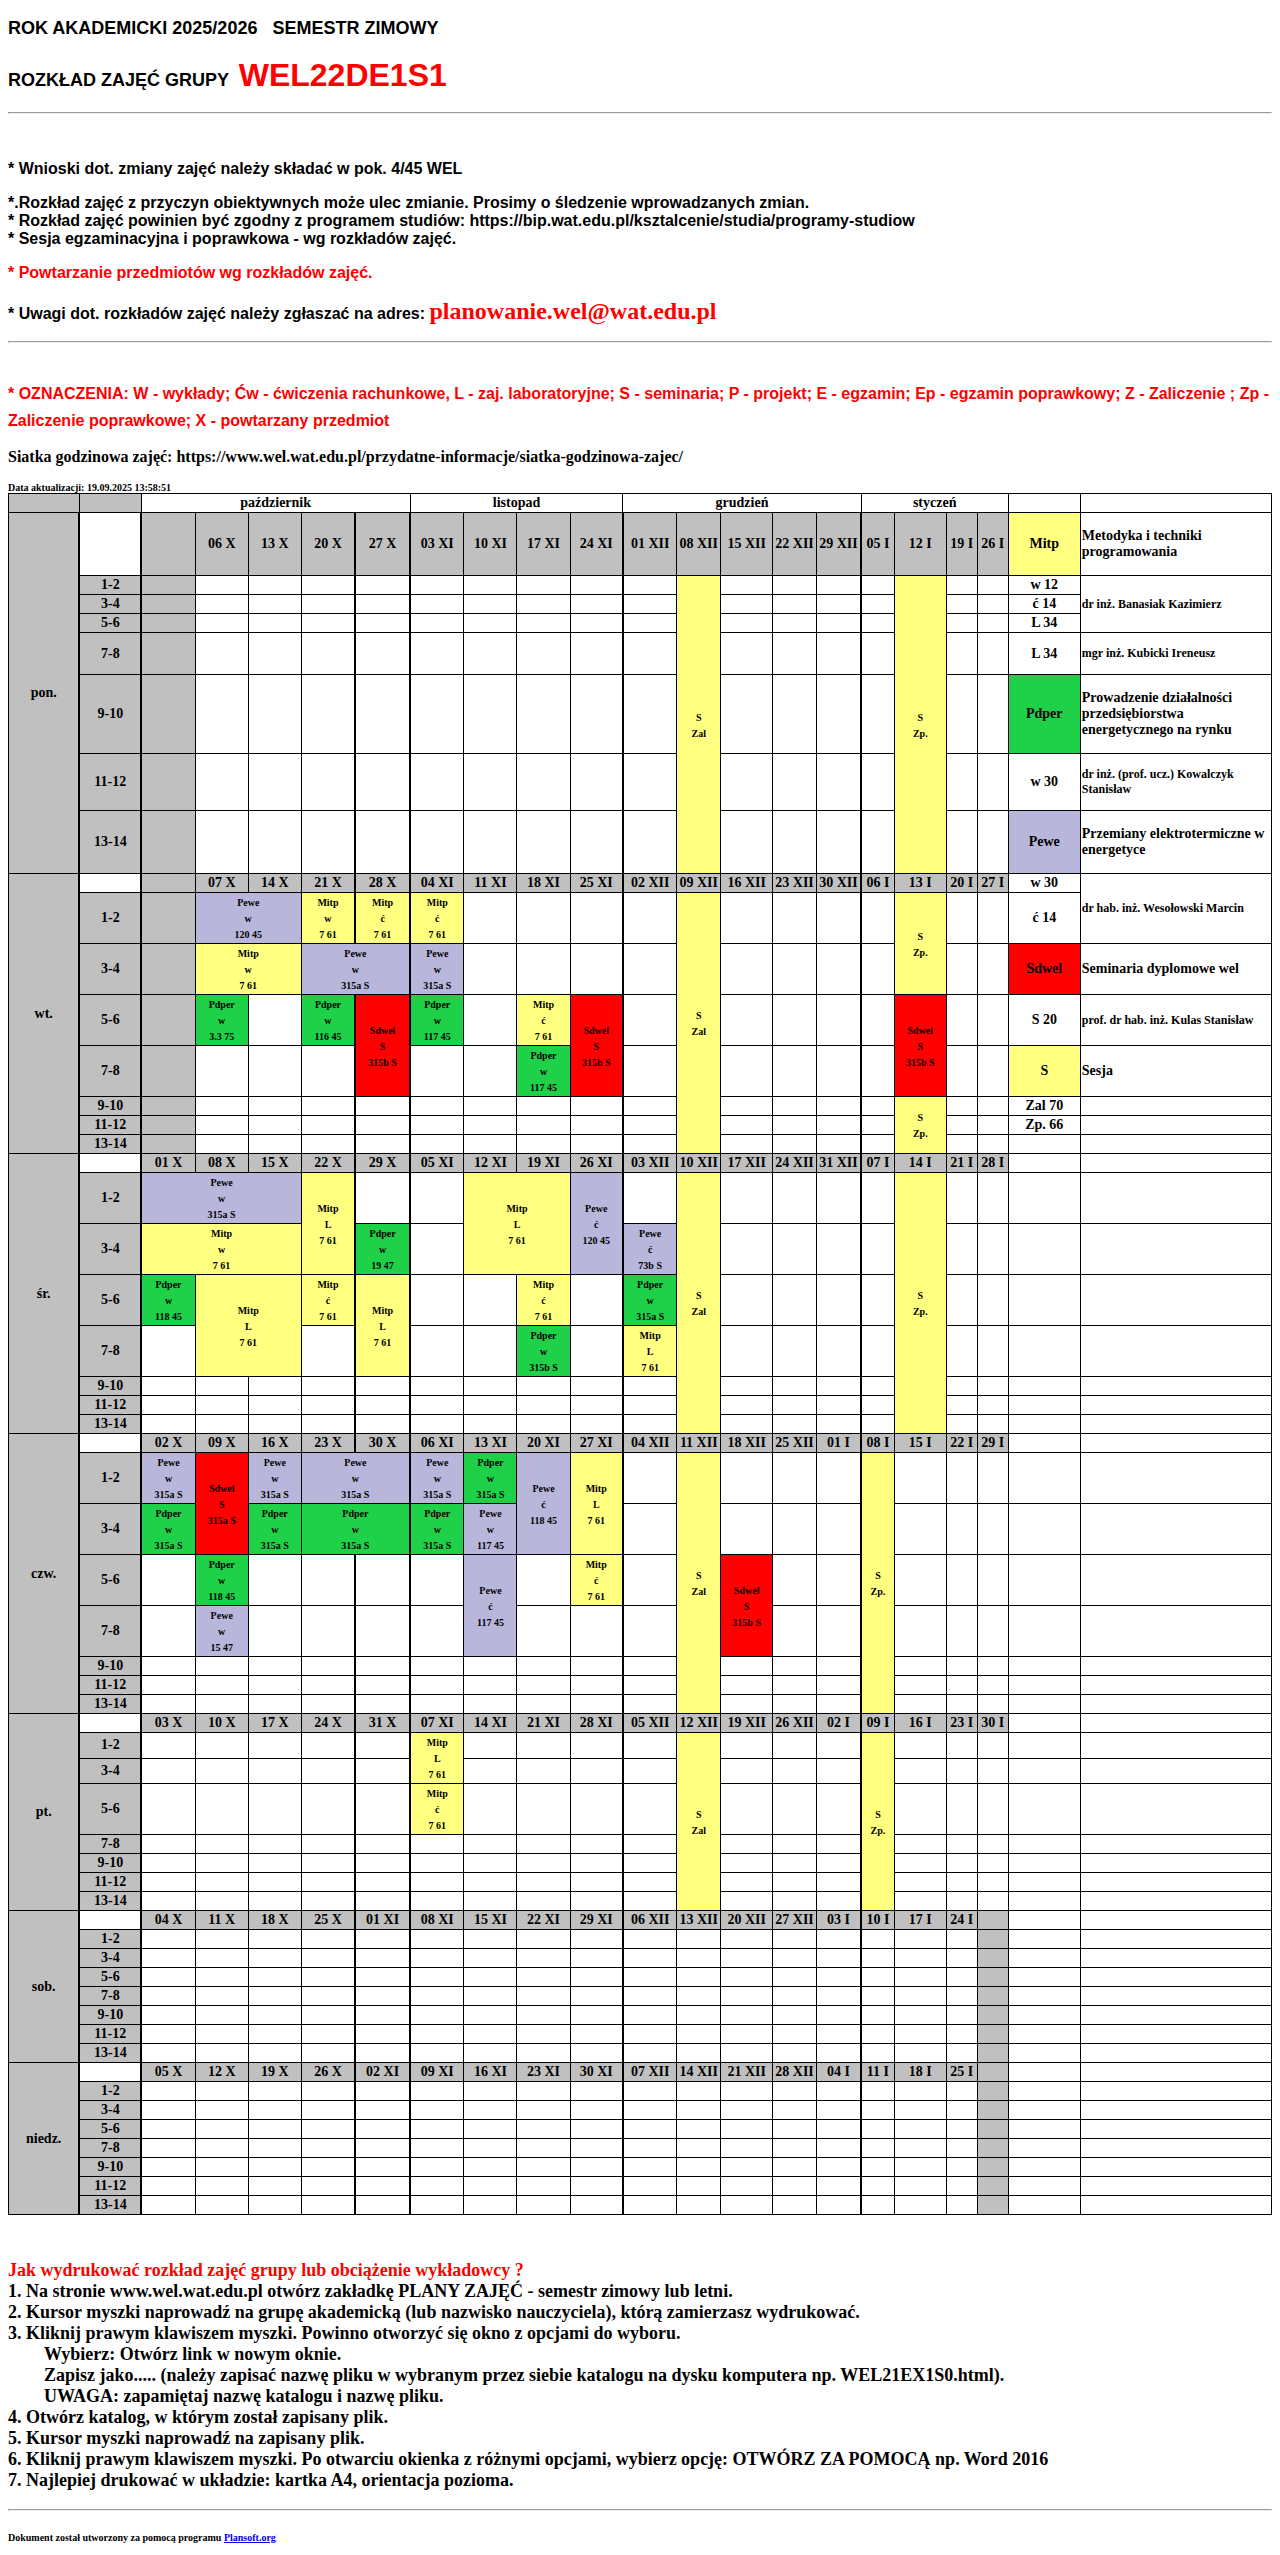 ROK AKADEMICKI 2025/2026 SEMESTR ZIMOWY
ROZKŁAD ZAJĘĆ GRUPY WEL22DE1S1
* Wnioski dot. zmiany zajęć należy składać w pok. 4/45 WEL
*.Rozkład zajęć z przyczyn obiektywnych może ulec zmianie. Prosimy o śledzenie wprowadzanych zmian.
* Rozkład zajęć powinien być zgodny z programem studiów: https://bip.wat.edu.pl/ksztalcenie/studia/programy-studiow
* Sesja egzaminacyjna i poprawkowa - wg rozkładów zajęć.
* Powtarzanie przedmiotów wg rozkładów zajęć.
* Uwagi dot. rozkładów zajęć należy zgłaszać na adres: planowanie.wel@wat.edu.pl
* OZNACZENIA: W - wykłady; Ćw - ćwiczenia rachunkowe, L - zaj. laboratoryjne; S - seminaria; P - projekt; E - egzamin; Ep - egzamin poprawkowy; Z - Zaliczenie ; Zp -
Zaliczenie poprawkowe; X - powtarzany przedmiot
Siatka godzinowa zajęć: https://www.wel.wat.edu.pl/przydatne-informacje/siatka-godzinowa-zajec/
Data aktualizacji: 19.09.2025 13:58:51
październik listopad grudzień styczeń
pon. 06 X 13 X 20 X 27 X 03 XI 10 XI 17 XI 24 XI 01 XII 08 XII 15 XII 22 XII 29 XII 05 I 12 I 19 I 26 I Mitp Metodyka i techniki programowania
1-2 w 12
3-4 ć 14 dr inż. Banasiak Kazimierz
5-6 L 34
7-8 L 34 mgr inż. Kubicki Ireneusz
9-10 S Zal S Zp. Pdper Prowadzenie działalności przedsiębiorstwa energetycznego na rynku
11-12 w 30 dr inż. (prof. ucz.) Kowalczyk Stanisław
13-14 Pewe Przemiany elektrotermiczne w energetyce
wt. 07 X 14 X 21 X 28 X 04 XI 11 XI 18 XI 25 XI 02 XII 09 XII 16 XII 23 XII 30 XII 06 I 13 I 20 I 27 I w 30 dr hab. inż. Wesołowski Marcin
1-2 Pewe w 120 45 Mitp w 7 61 Mitp ć 7 61 Mitp ć 7 61 S Zp. ć 14
3-4 Mitp w 7 61 Pewe w 315a S Pewe w 315a S Sdwel Seminaria dyplomowe wel
5-6 Pdper w 3.3 75 Pdper w 116 45 Sdwel S 315b S Pdper w 117 45 Mitp ć 7 61 Sdwel S 315b S S Zal Sdwel S 315b S S 20 prof. dr hab. inż. Kulas Stanisław
7-8 Pdper w 117 45 S Sesja
9-10 S Zp. Zal 70
11-12 Zp. 66
13-14
śr. 01 X 08 X 15 X 22 X 29 X 05 XI 12 XI 19 XI 26 XI 03 XII 10 XII 17 XII 24 XII 31 XII 07 I 14 I 21 I 28 I
1-2 Pewe w 315a S Mitp L 7 61 Mitp L 7 61 Pewe ć 120 45
3-4 Mitp w 7 61 Pdper w 19 47 Pewe ć 73b S
5-6 Pdper w 118 45 Mitp L 7 61 Mitp ć 7 61 Mitp L 7 61 Mitp ć 7 61 Pdper w 315a S S Zal S Zp.
7-8 Pdper w 315b S Mitp L 7 61
9-10
11-12
13-14
czw. 02 X 09 X 16 X 23 X 30 X 06 XI 13 XI 20 XI 27 XI 04 XII 11 XII 18 XII 25 XII 01 I 08 I 15 I 22 I 29 I
1-2 Pewe w 315a S Sdwel S 315a S Pewe w 315a S Pewe w 315a S Pewe w 315a S Pdper w 315a S Pewe ć 118 45 Mitp L 7 61
3-4 Pdper w 315a S Pdper w 315a S Pdper w 315a S Pdper w 315a S Pewe w 117 45
5-6 Pdper w 118 45 Pewe ć 117 45 Mitp ć 7 61 S Zal Sdwel S 315b S S Zp.
7-8 Pewe w 15 47
9-10
11-12
13-14
pt. 03 X 10 X 17 X 24 X 31 X 07 XI 14 XI 21 XI 28 XI 05 XII 12 XII 19 XII 26 XII 02 I 09 I 16 I 23 I 30 I
1-2 Mitp L 7 61
3-4
5-6 Mitp ć 7 61 S Zal S Zp.
7-8
9-10
11-12
13-14
sob. 04 X 11 X 18 X 25 X 01 XI 08 XI 15 XI 22 XI 29 XI 06 XII 13 XII 20 XII 27 XII 03 I 10 I 17 I 24 I
1-2
3-4
5-6
7-8
9-10
11-12
13-14
niedz. 05 X 12 X 19 X 26 X 02 XI 09 XI 16 XI 23 XI 30 XI 07 XII 14 XII 21 XII 28 XII 04 I 11 I 18 I 25 I
1-2
3-4
5-6
7-8
9-10
11-12
13-14
Jak wydrukować rozkład zajęć grupy lub obciążenie wykładowcy ?
1. Na stronie www.wel.wat.edu.pl otwórz zakładkę PLANY ZAJĘĆ - semestr zimowy lub letni.
2. Kursor myszki naprowadź na grupę akademicką (lub nazwisko nauczyciela), którą zamierzasz wydrukować.
3. Kliknij prawym klawiszem myszki. Powinno otworzyć się okno z opcjami do wyboru.
Wybierz: Otwórz link w nowym oknie.
Zapisz jako..... (należy zapisać nazwę pliku w wybranym przez siebie katalogu na dysku komputera np. WEL21EX1S0.html).
UWAGA: zapamiętaj nazwę katalogu i nazwę pliku.
4. Otwórz katalog, w którym został zapisany plik.
5. Kursor myszki naprowadź na zapisany plik.
6. Kliknij prawym klawiszem myszki. Po otwarciu okienka z różnymi opcjami, wybierz opcję: OTWÓRZ ZA POMOCĄ np. Word 2016
7. Najlepiej drukować w układzie: kartka A4, orientacja pozioma.
Dokument został utworzony za pomocą programu Plansoft.org